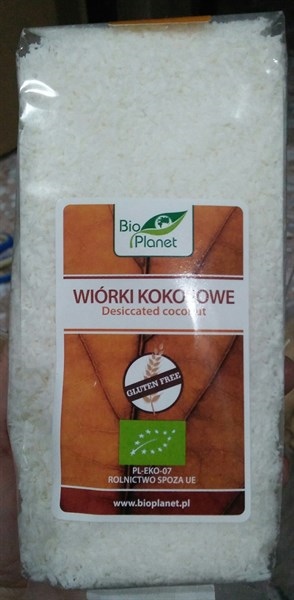 Bio
Planet
WIÓRKI KOKOSOWE
Desiccated coconut
GLUTEN FREE
PL-EKO-07
ROLNICTWO SPOZA UE
www.bioplanet.pl